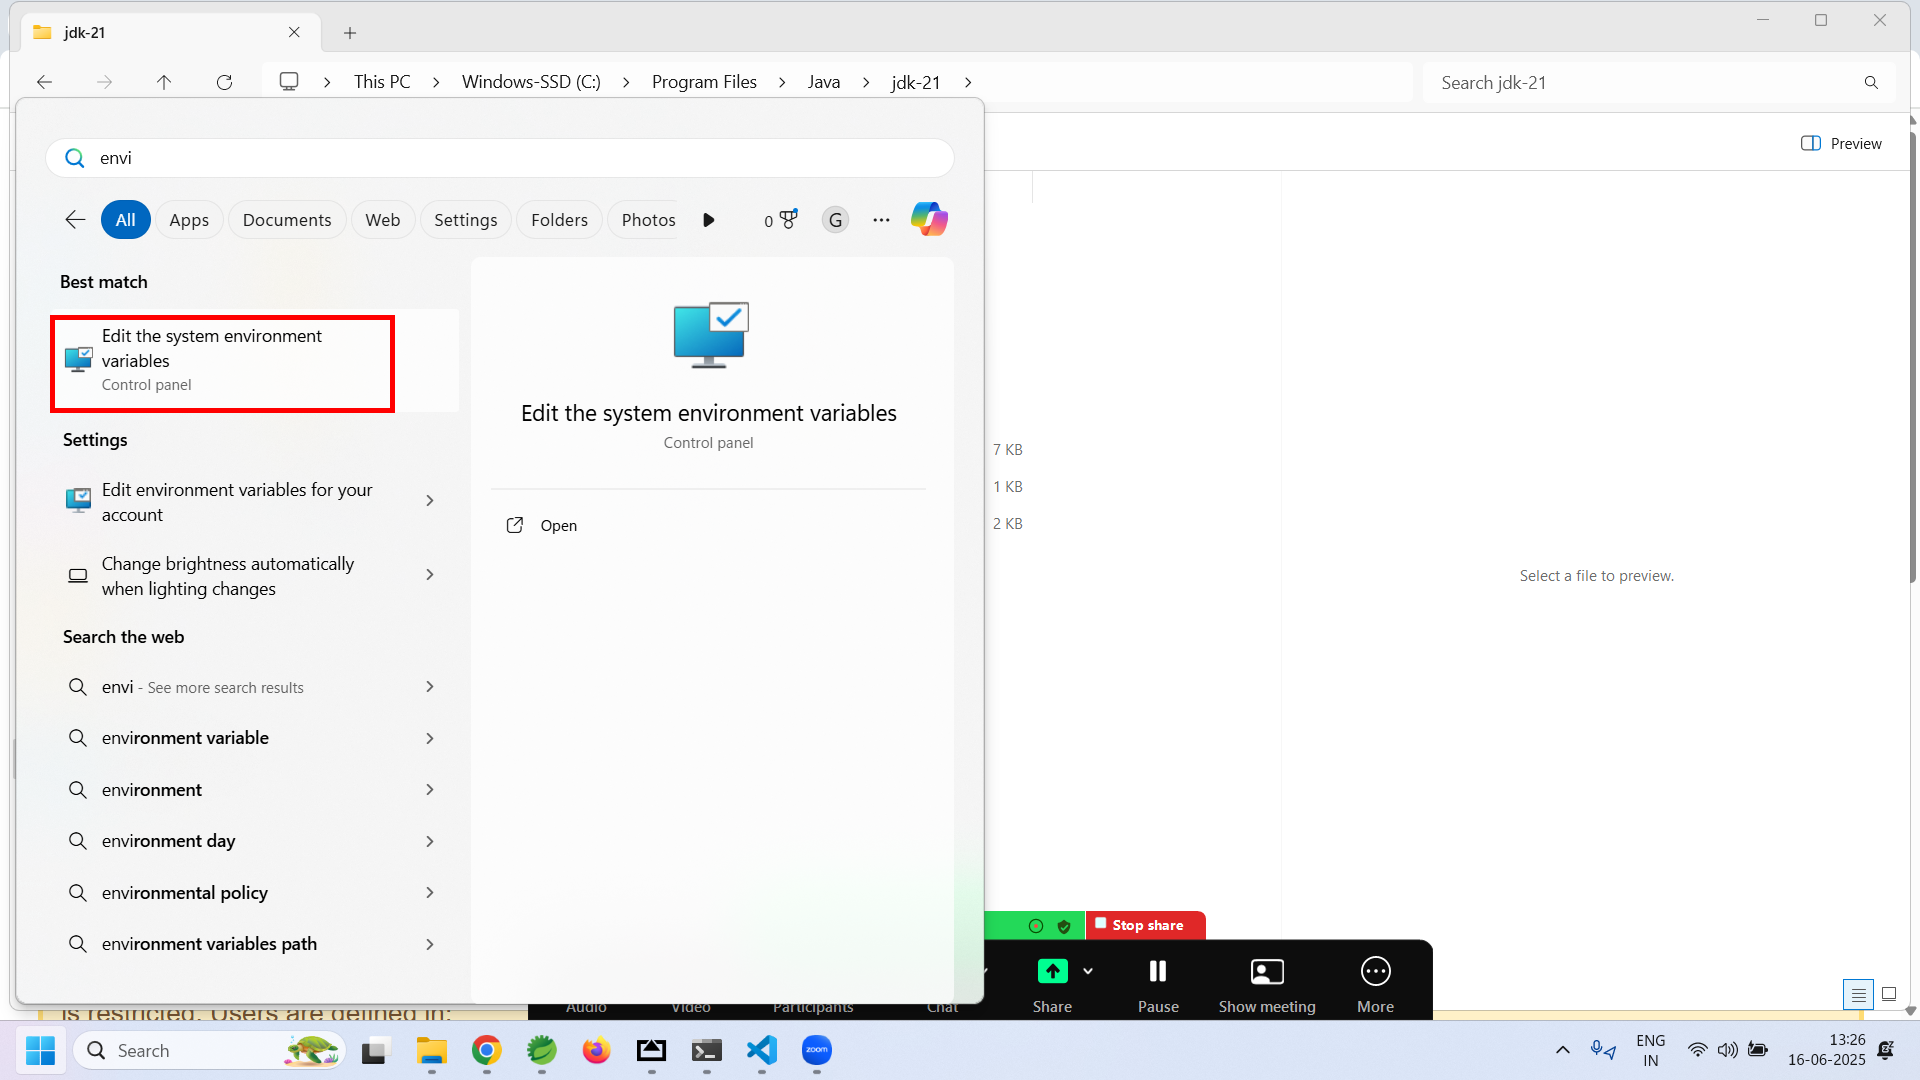 jdk-21
This PC
Windows-SSD (C:)
Program Files
Java
jdk-21
Search jdk-21
Preview
envi
All
Apps
Documents
Web
Settings
Folders
Photos
0
G
Best match
Edit the system environment
variables
Control panel
Settings
Edit environment variables for your
account
Change brightness automatically
when lighting changes
Search the web
envi - See more search results
environment variable
environment
environment day
environmental policy
environment variables path
Edit the system environment variables
Control panel
Open
7 KB
1 KB
2 KB
Select a file to preview.
Stop share
Audio
Video
Participants
Chat
Share
Pause
Show meeting
More
is restricted. Users are defined in:
Search
zoom
ENG
IN
13:26
16-06-2025